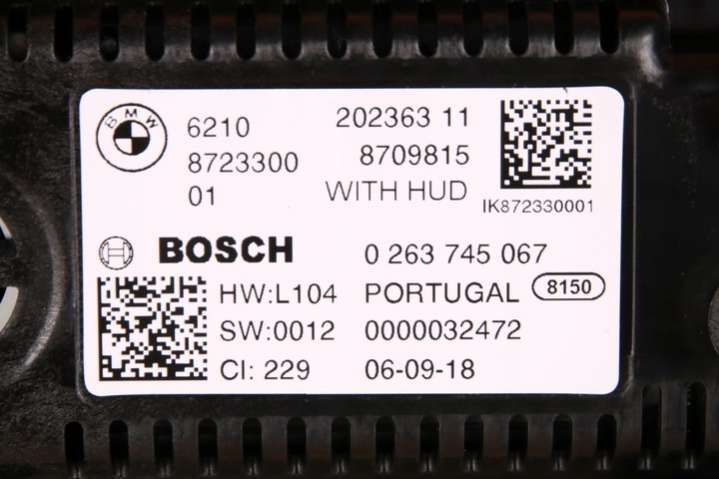 BMW
6210 202363 11
8723300 8709815
01 WITH HUD
IK872330001
BOSCH 0 263 745 067
HW:L104 PORTUGAL 8150
SW:0012 0000032472
CI: 229 06-09-18